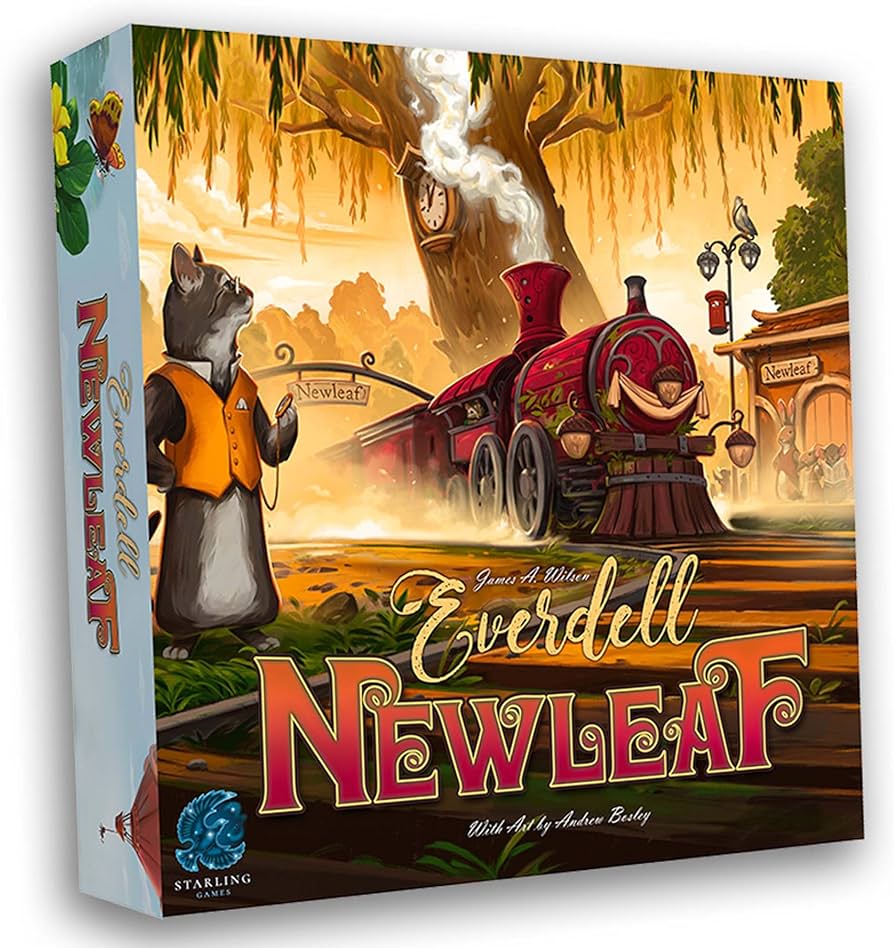 Everdell
NEWLEAF
Newleaf
Newleaf
James A. Wilson
Everdell
NEWLEAF
With Art by Andrew Bosley
STARLING
GAMES